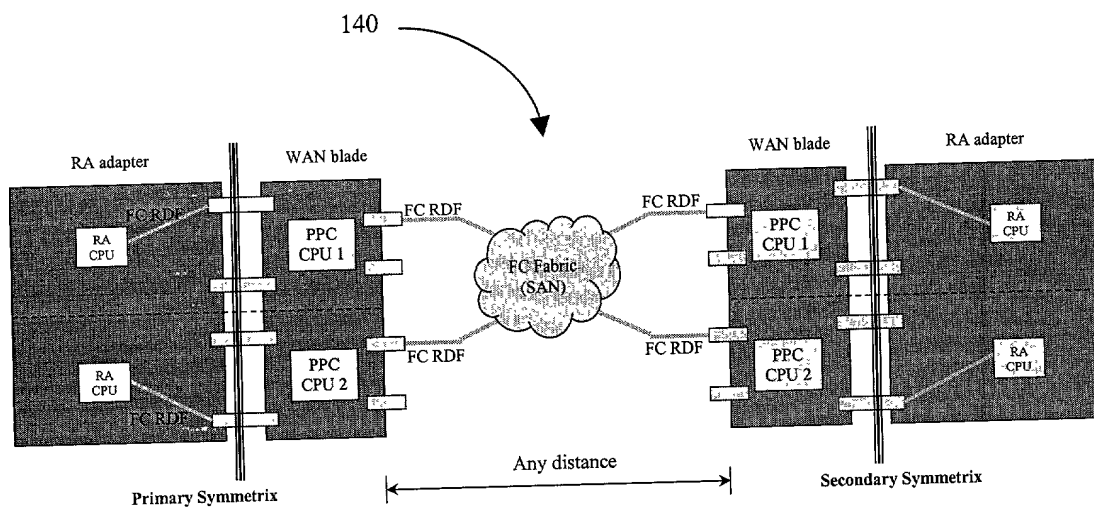 140
RA adapter
WAN blade
WAN blade
RA adapter
FC RDF
FC RDF
FC RDF
RA
CPU
PPC
CPU 1
FC Fabric
(SAN)
PPC
CPU 1
RA
CPU
RA
CPU
PPC
CPU 2
FC RDF
FC RDF
PPC
CPU 2
RA
CPU
FC RDF
Any distance
Primary Symmetrix
Secondary Symmetrix